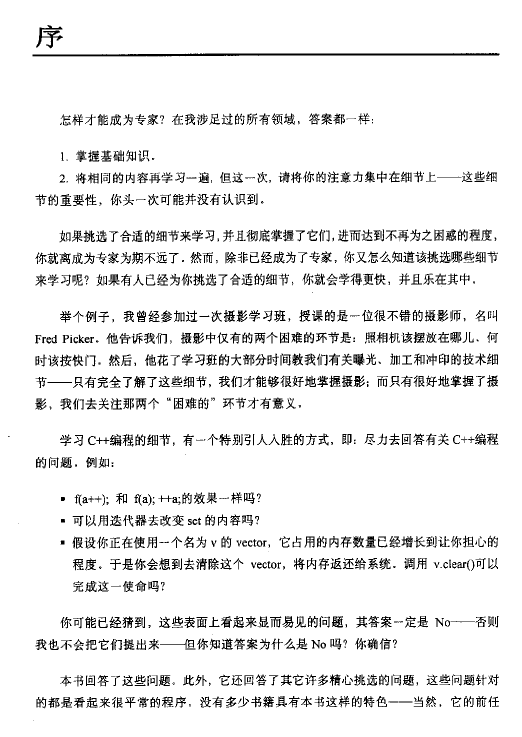 序
怎样才能成为专家？在我涉足过的所有领域，答案都一样：
1. 掌握基础知识。
2. 将相同的内容再学习一遍，但这一次，请将你的注意力集中在细节上——这些细
节的重要性，你头一次可能并没有认识到。
如果挑选了合适的细节来学习，并且彻底掌握了它们，进而达到不再为之困惑的程度，
你就离成为专家为期不远了。然而，除非已经成为了专家，你又怎么知道该挑选哪些细节
来学习呢？如果有人已经为你挑选了合适的细节，你就会学得更快，并且乐在其中。
举个例子，我曾经参加过一次摄影学习班，授课的是一位很不错的摄影师，名叫
Fred Picker。他告诉我们，摄影中仅有的两个困难的环节是：照相机该摆放在哪儿、何
时该按快门。然后，他花了学习班的大部分时间教我们有关曝光、加工和冲印的技术细
节——只有完全了解了这些细节，我们才能够很好地掌握摄影；而只有很好地掌握了摄
影，我们去关注那两个“困难的”环节才有意义。
学习 C++编程的细节，有一个特别引人入胜的方式，即：尽力去回答有关 C++编程
的问题。例如：
▪ f(a++); 和 f(a); ++a;的效果一样吗？
▪ 可以用迭代器去改变 set 的内容吗？
▪ 假设你正在使用一个名为 v 的 vector，它占用的内存数量已经增长到让你担心的
程度。于是你会想到去清除这个 vector，将内存返还给系统。调用 v.clear()可以
完成这一使命吗？
你可能已经猜到，这些表面上看起来显而易见的问题，其答案一定是 No——否则
我也不会把它们提出来——但你知道答案为什么是 No 吗？你确信？
本书回答了这些问题。此外，它还回答了其它许多精心挑选的问题，这些问题针对
的都是看起来很平常的程序，没有多少书籍具有本书这样的特色——当然，它的前任